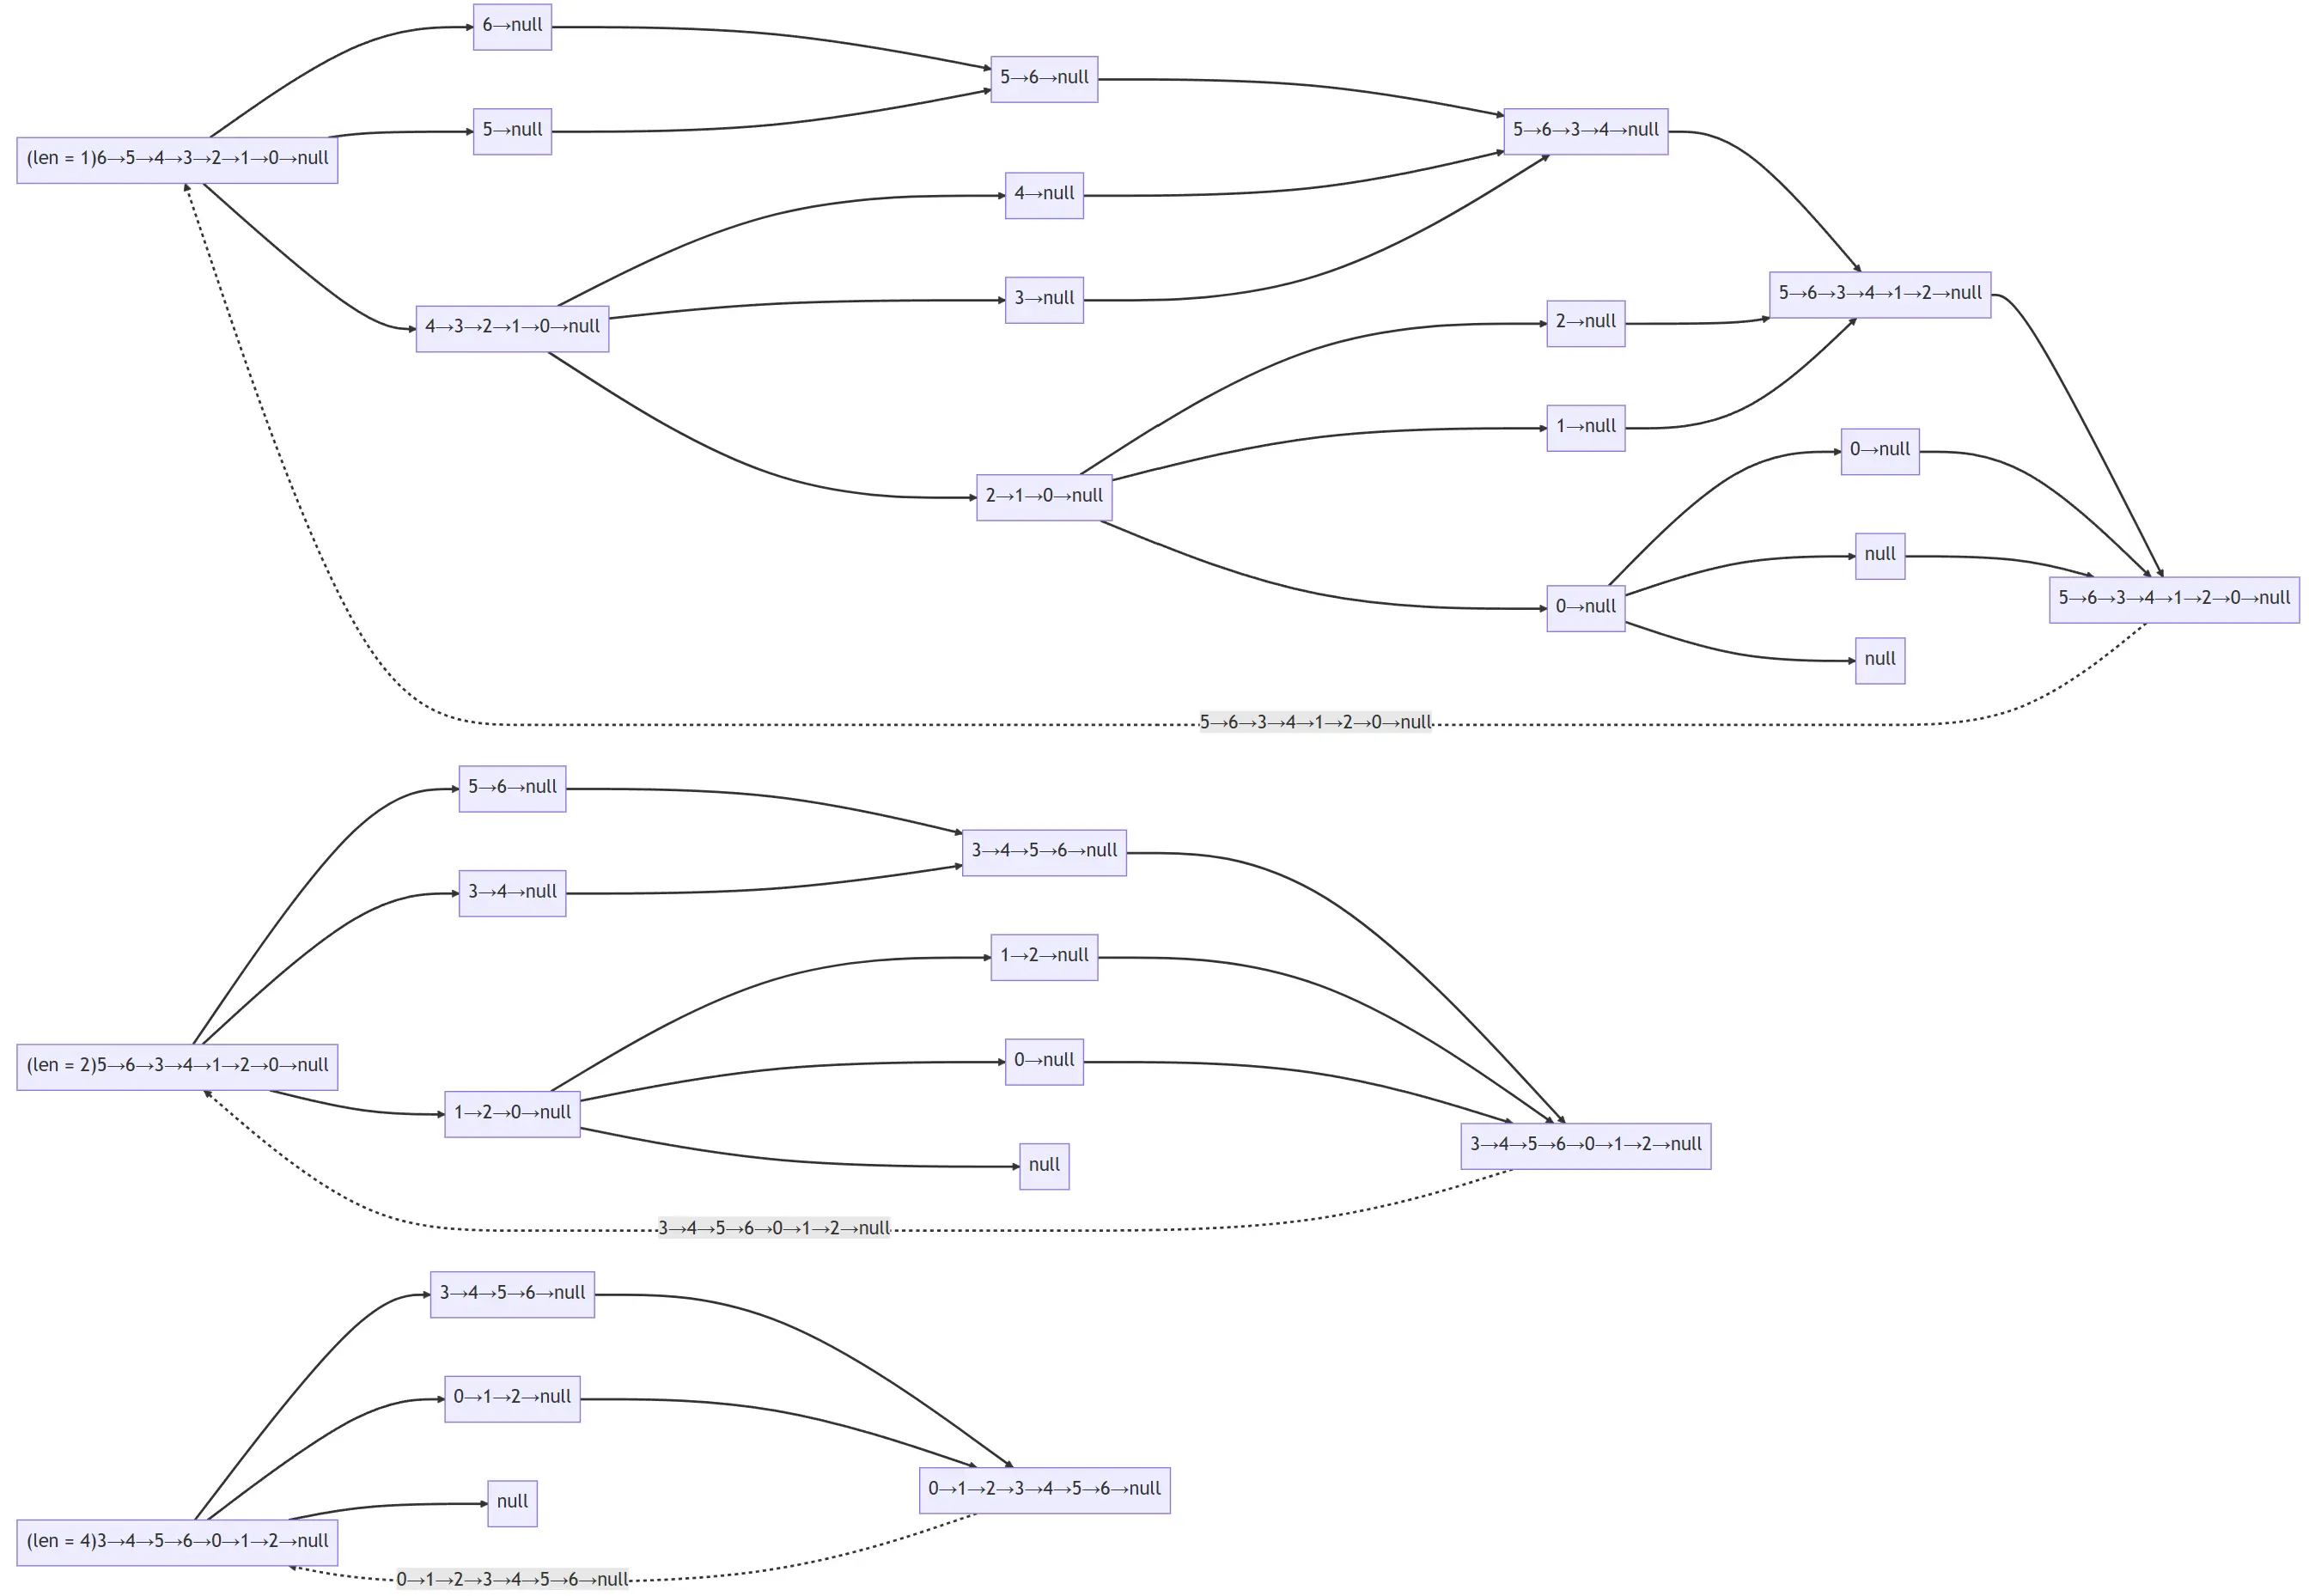 6→null
5→6→null
5→null
5→6→3→4→null
(len = 1)6→5→4→3→2→1→0→null
4→null
3→null
5→6→3→4→1→2→null
4→3→2→1→0→null
2→null
1→null
0→null
2→1→0→null
null
0→null
5→6→3→4→1→2→0→null
null
5→6→3→4→1→2→0→null
5→6→null
3→4→5→6→null
3→4→null
1→2→null
0→null
(len = 2)5→6→3→4→1→2→0→null
1→2→0→null
3→4→5→6→0→1→2→null
null
3→4→5→6→0→1→2→null
3→4→5→6→null
0→1→2→null
0→1→2→3→4→5→6→null
null
(len = 4)3→4→5→6→0→1→2→null
0→1→2→3→4→5→6→null